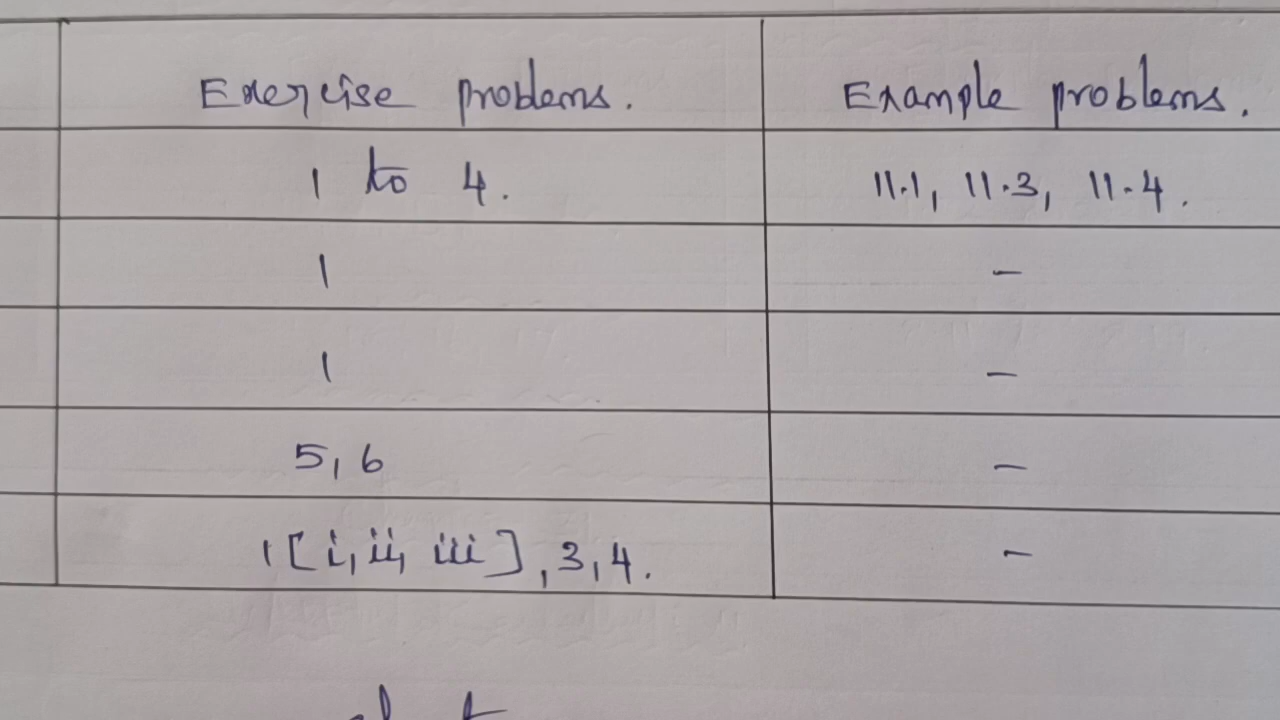 Exercise problems. Example problems.
1 to 4. 11.1, 11.3, 11.4.
1 -
1 -
5, 6 -
1 [i, ii, iii], 3, 4. -